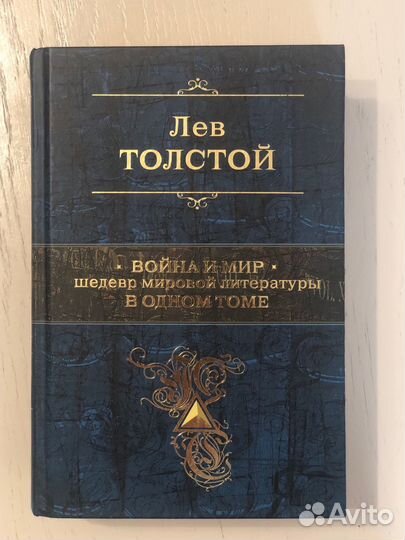 Лев
ТОЛСТОЙ
· ВОЙНА И МИР ·
шедевр мировой литературы
В ОДНОМ ТОМЕ
Avito